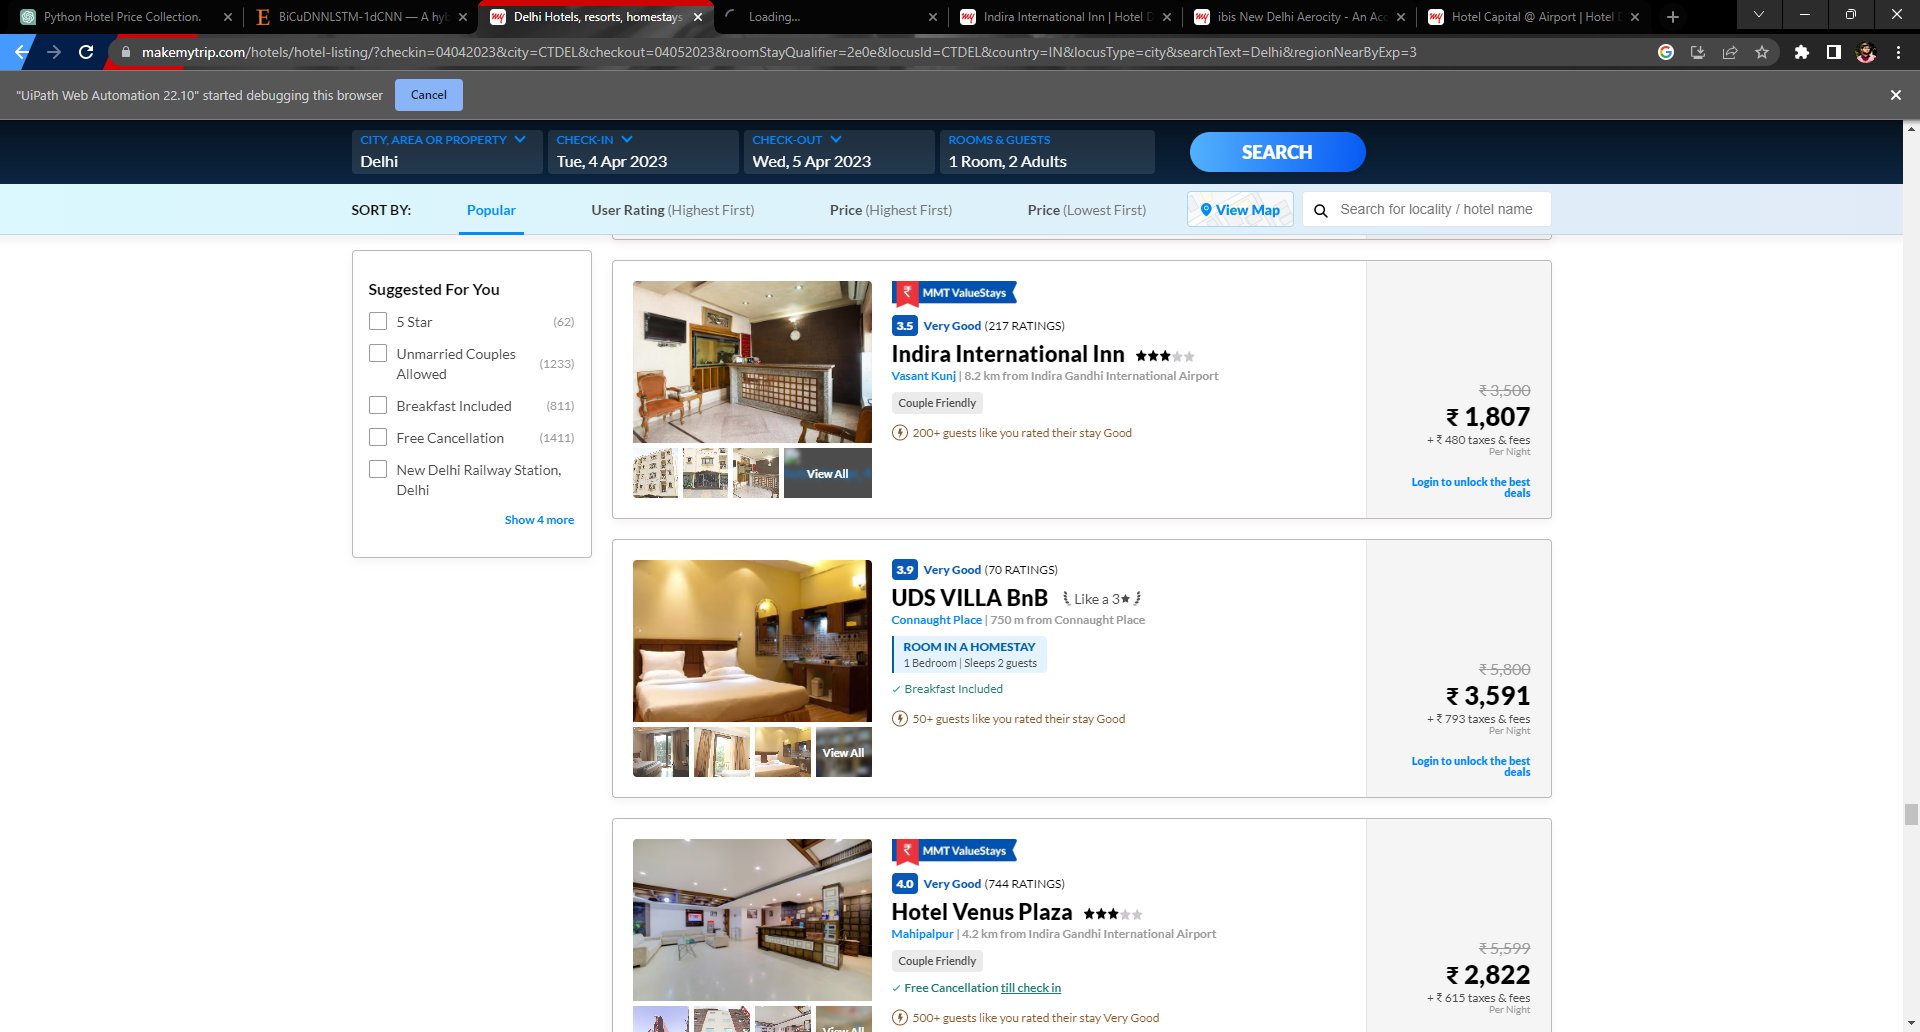 Python Hotel Price Collection.
BiCuDNNLSTM-1dCNN — A hyb
Delhi Hotels, resorts, homestays
Loading...
Indira International Inn | Hotel D
ibis New Delhi Aerocity - An Acc
Hotel Capital @ Airport | Hotel D
makemytrip.com/hotels/hotel-listing/?checkin=04042023&city=CTDEL&checkout=04052023&roomStayQualifier=2e0e&locusId=CTDEL&country=IN&locusType=city&searchText=Delhi&regionNearByExp=3
"UiPath Web Automation 22.10" started debugging this browser
Cancel
CITY, AREA OR PROPERTY
Delhi
CHECK-IN
Tue, 4 Apr 2023
CHECK-OUT
Wed, 5 Apr 2023
ROOMS & GUESTS
1 Room, 2 Adults
SEARCH
SORT BY:
Popular
User Rating (Highest First)
Price (Highest First)
Price (Lowest First)
View Map
Search for locality / hotel name
Suggested For You
5 Star (62)
Unmarried Couples
Allowed (1233)
Breakfast Included (811)
Free Cancellation (1411)
New Delhi Railway Station,
Delhi
Show 4 more
MMT ValueStays
3.5 Very Good (217 RATINGS)
Indira International Inn
Vasant Kunj | 8.2 km from Indira Gandhi International Airport
Couple Friendly
200+ guests like you rated their stay Good
View All
₹ 3,500
₹ 1,807
+ ₹ 480 taxes & fees
Per Night
Login to unlock the best
deals
3.9 Very Good (70 RATINGS)
UDS VILLA BnB Like a 3★
Connaught Place | 750 m from Connaught Place
ROOM IN A HOMESTAY
1 Bedroom | Sleeps 2 guests
✓ Breakfast Included
50+ guests like you rated their stay Good
View All
₹ 5,800
₹ 3,591
+ ₹ 793 taxes & fees
Per Night
Login to unlock the best
deals
MMT ValueStays
4.0 Very Good (744 RATINGS)
Hotel Venus Plaza
Mahipalpur | 4.2 km from Indira Gandhi International Airport
Couple Friendly
✓ Free Cancellation till check in
500+ guests like you rated their stay Very Good
View All
₹ 5,599
₹ 2,822
+ ₹ 615 taxes & fees
Per Night